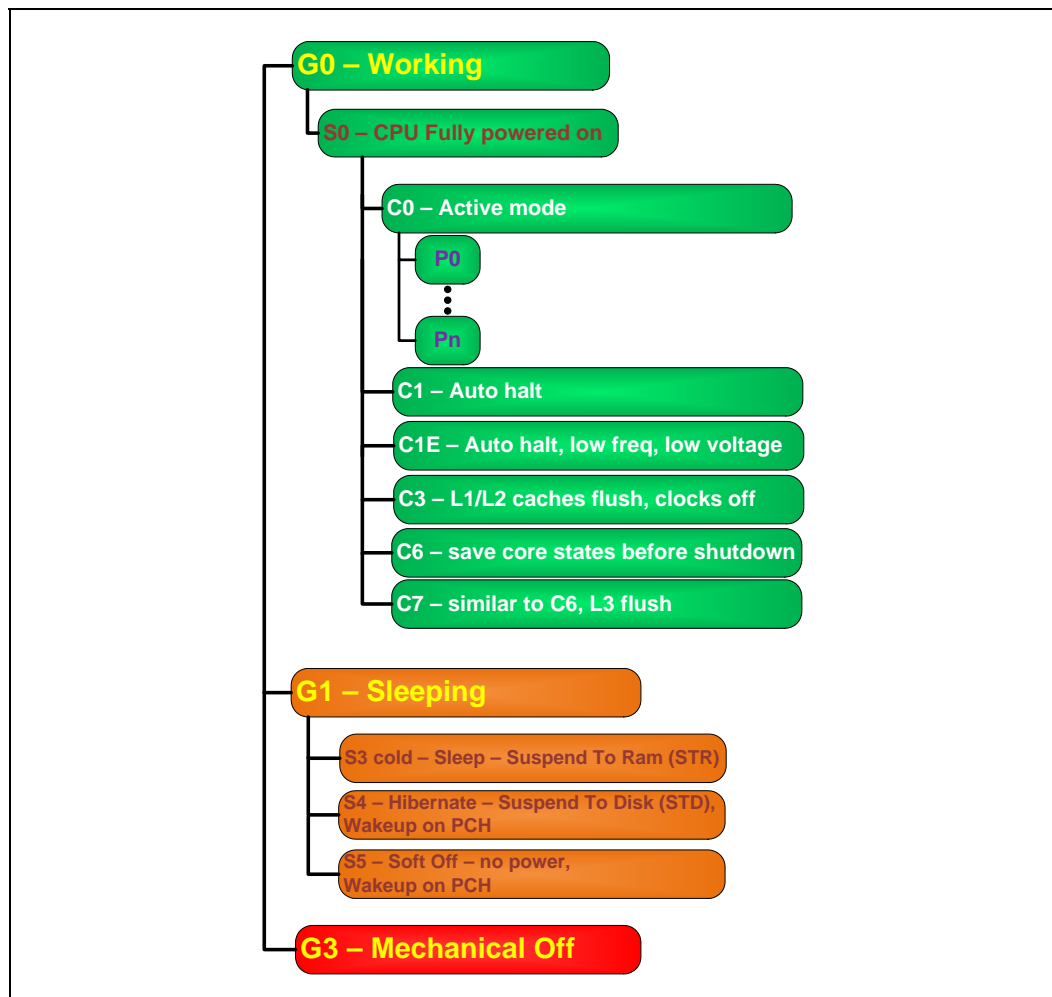 G0 – Working
S0 – CPU Fully powered on
C0 – Active mode
P0
Pn
C1 – Auto halt
C1E – Auto halt, low freq, low voltage
C3 – L1/L2 caches flush, clocks off
C6 – save core states before shutdown
C7 – similar to C6, L3 flush
G1 – Sleeping
S3 cold – Sleep – Suspend To Ram (STR)
S4 – Hibernate – Suspend To Disk (STD),
Wakeup on PCH
S5 – Soft Off – no power,
Wakeup on PCH
G3 – Mechanical Off